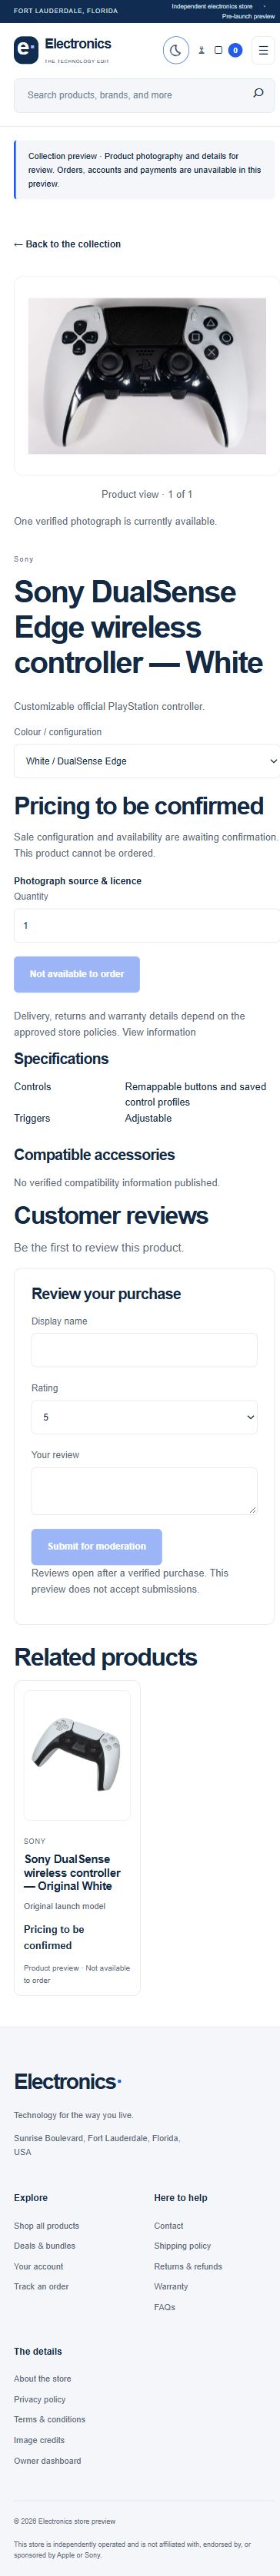 FORT LAUDERDALE, FLORIDA
Independent electronics store ·
Pre-launch preview
e
Electronics
THE TECHNOLOGY EDIT
0
Search products, brands, and more
Collection preview · Product photography and details for
review. Orders, accounts and payments are unavailable in this
preview.
← Back to the collection
Product view · 1 of 1
One verified photograph is currently available.
Sony
Sony DualSense
Edge wireless
controller — White
Customizable official PlayStation controller.
Colour / configuration
White / DualSense Edge
Pricing to be confirmed
Sale configuration and availability are awaiting confirmation.
This product cannot be ordered.
Photograph source & licence
Quantity
1
Not available to order
Delivery, returns and warranty details depend on the
approved store policies. View information
Specifications
Controls Remappable buttons and saved
control profiles
Triggers Adjustable
Compatible accessories
No verified compatibility information published.
Customer reviews
Be the first to review this product.
Review your purchase
Display name
Rating
5
Your review
Submit for moderation
Reviews open after a verified purchase. This
preview does not accept submissions.
Related products
SONY
Sony DualSense
wireless controller
— Original White
Original launch model
Pricing to be
confirmed
Product preview · Not available
to order
Electronics·
Technology for the way you live.
Sunrise Boulevard, Fort Lauderdale, Florida,
USA
Explore
Shop all products
Deals & bundles
Your account
Track an order
Here to help
Contact
Shipping policy
Returns & refunds
Warranty
FAQs
The details
About the store
Privacy policy
Terms & conditions
Image credits
Owner dashboard
© 2026 Electronics store preview
This store is independently operated and is not affiliated with, endorsed by, or
sponsored by Apple or Sony.